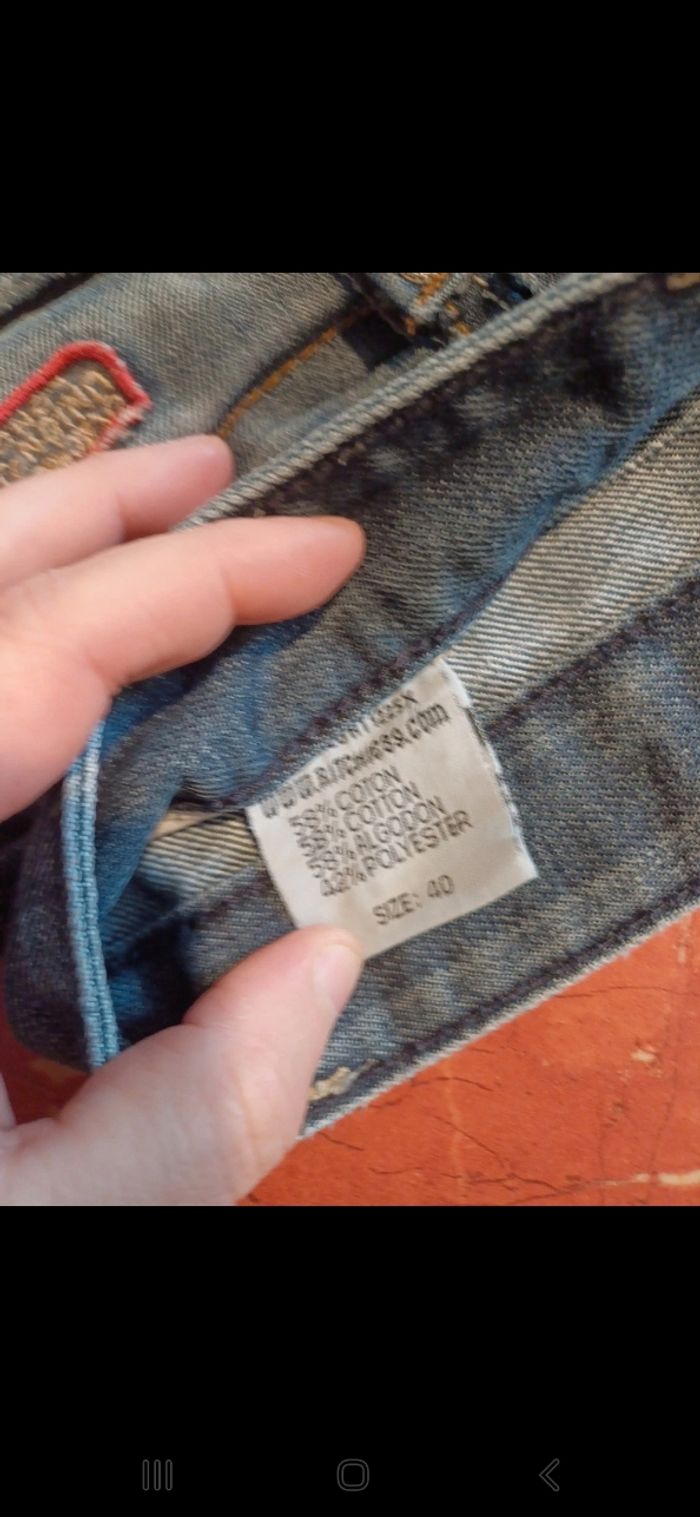 58% COTON
58% COTTON
58% ALGODON
42% POLYESTER
SIZE: 40